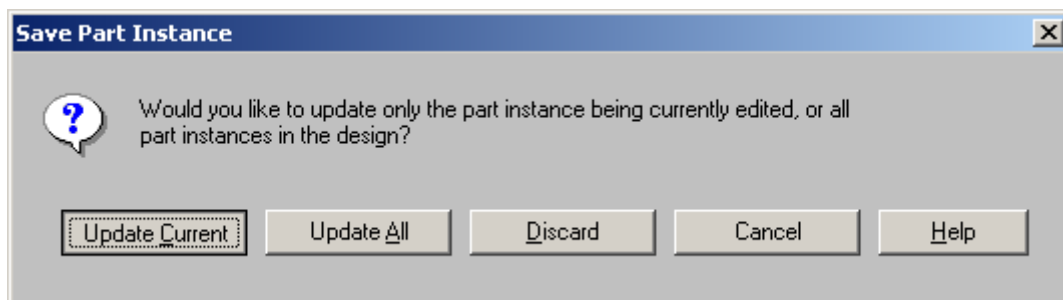 Save Part Instance
?
Would you like to update only the part instance being currently edited, or all
part instances in the design?
Update Current
Update All
Discard
Cancel
Help